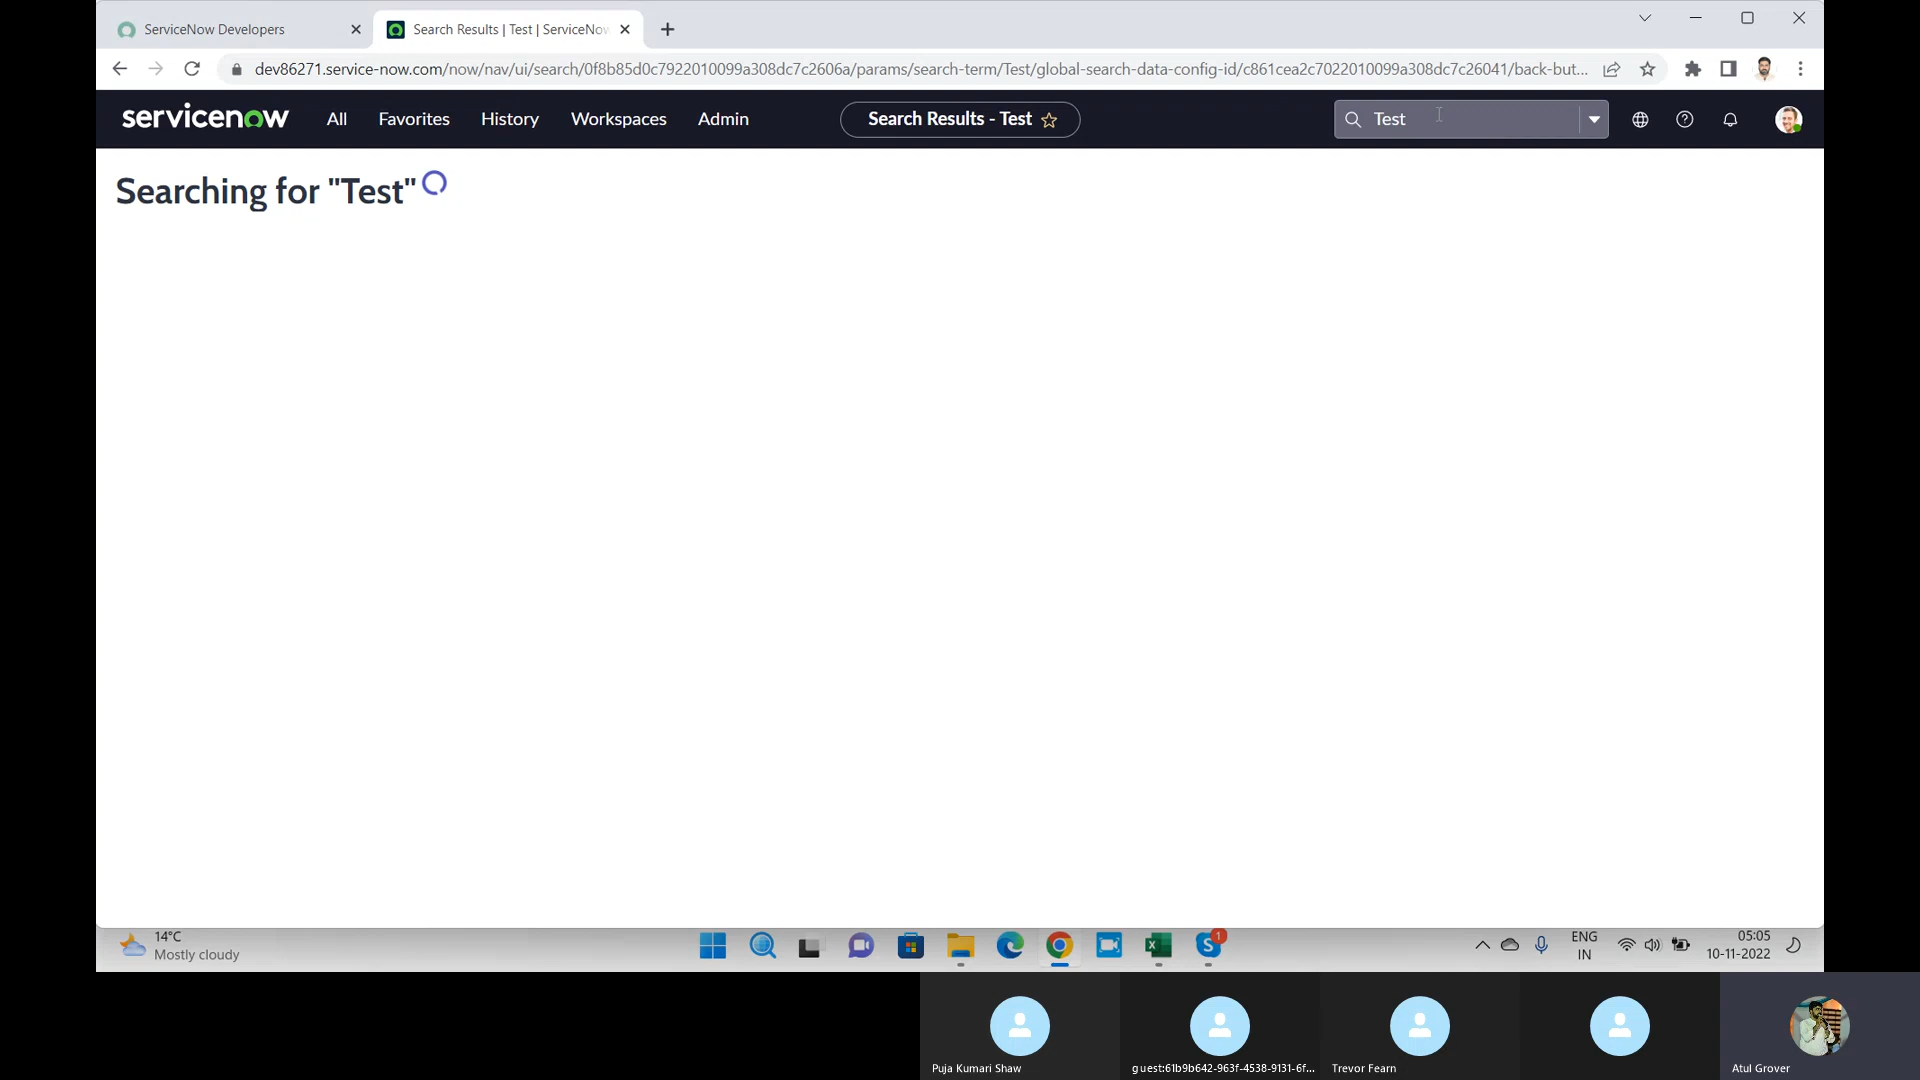 ServiceNow Developers
Search Results | Test | ServiceNow
dev86271.service-now.com/now/nav/ui/search/0f8b85d0c7922010099a308dc7c2606a/params/search-term/Test/global-search-data-config-id/c861cea2c7022010099a308dc7c26041/back-but...
servicenow
All
Favorites
History
Workspaces
Admin
Search Results - Test
Test
Searching for "Test"
14°C
Mostly cloudy
S
1
ENG
IN
05:05
10-11-2022
Puja Kumari Shaw
guest:61b9b642-963f-4538-9131-6f...
Trevor Fearn
Atul Grover